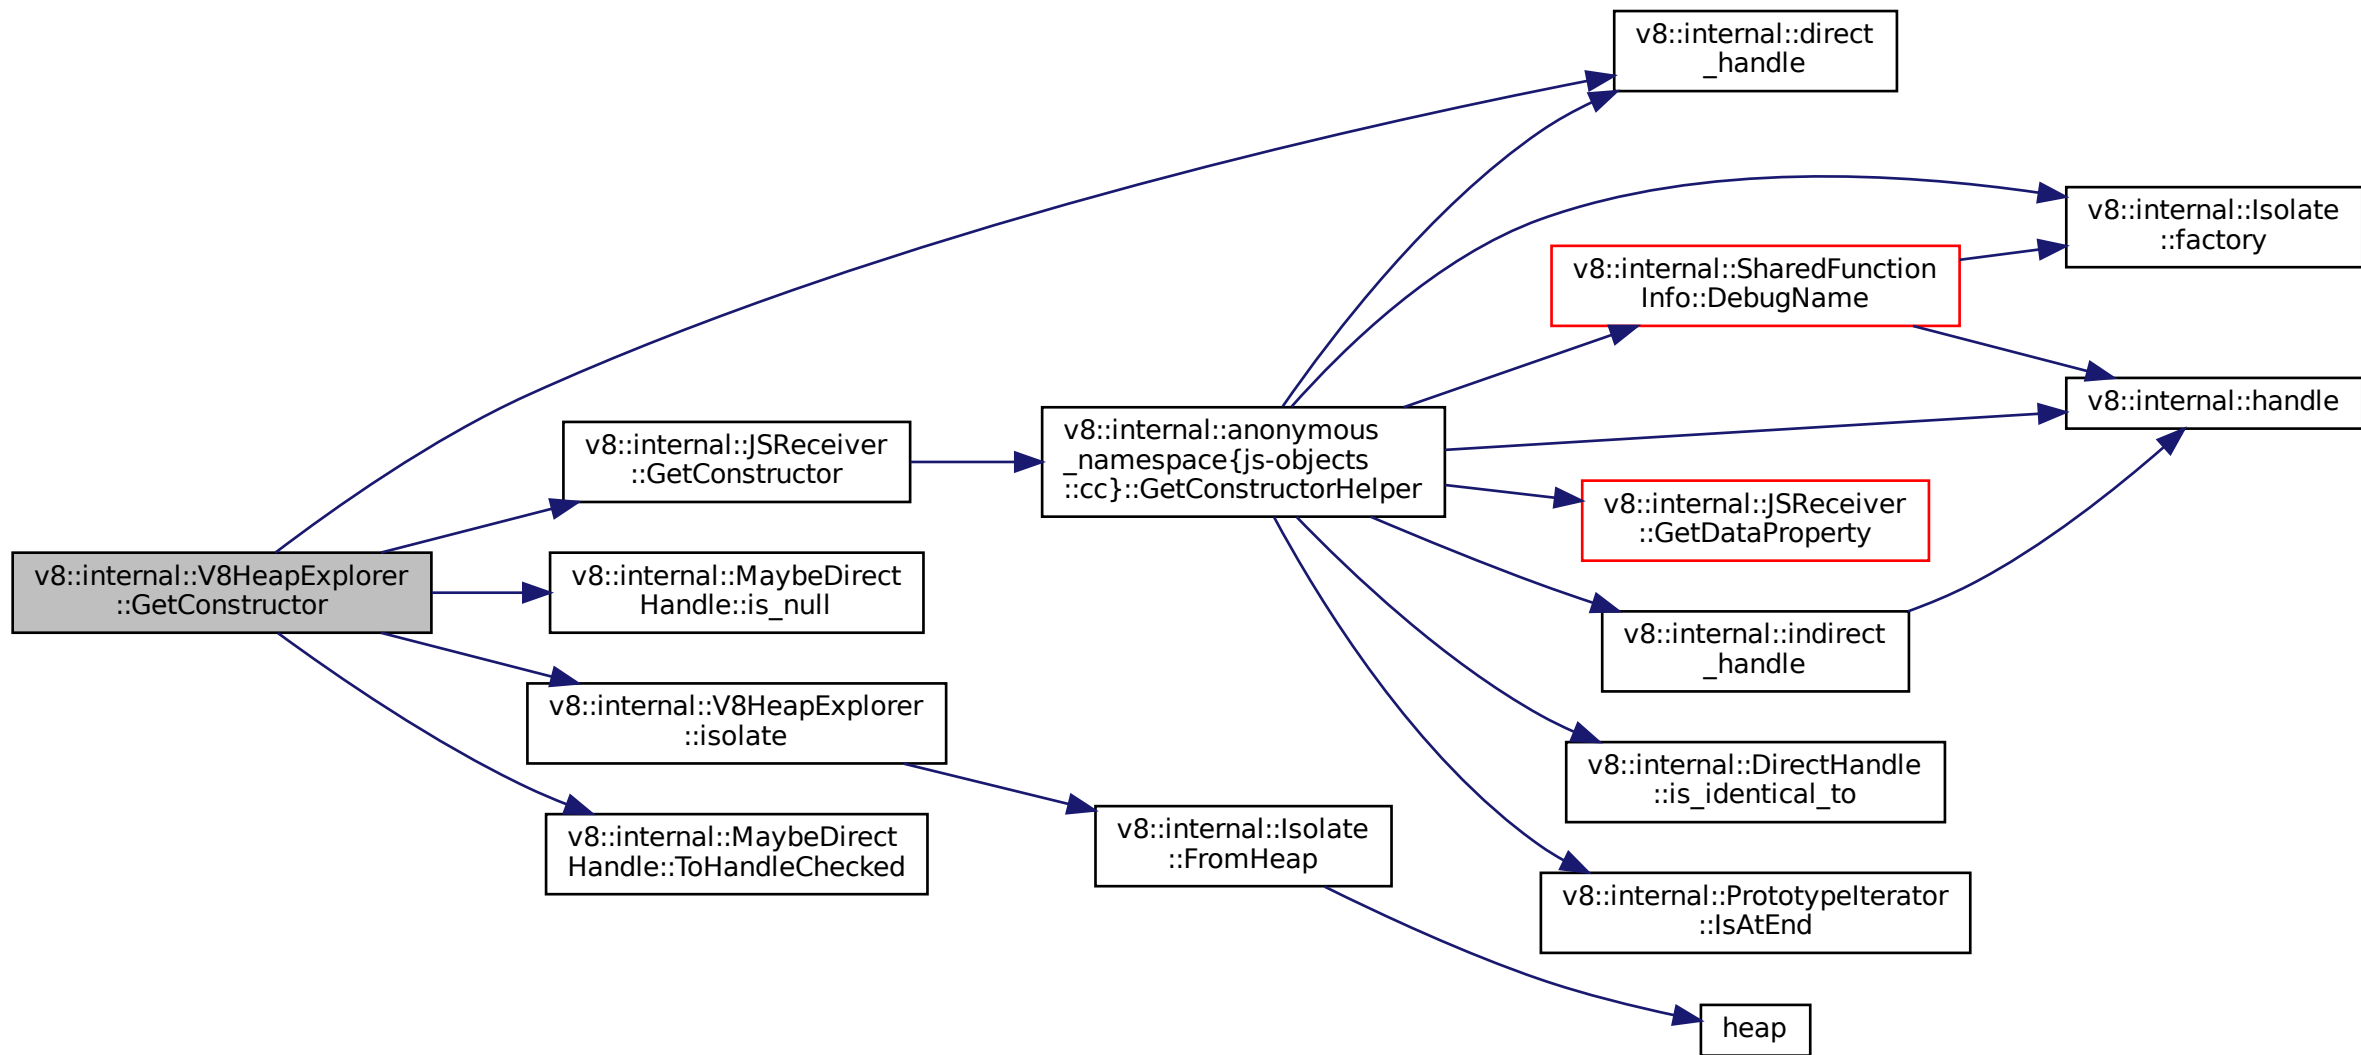 v8::internal::V8HeapExplorer
::GetConstructor
v8::internal::direct
_handle
v8::internal::JSReceiver
::GetConstructor
v8::internal::anonymous
_namespace{js-objects
::cc}::GetConstructorHelper
v8::internal::SharedFunction
Info::DebugName
v8::internal::Isolate
::factory
v8::internal::handle
v8::internal::JSReceiver
::GetDataProperty
v8::internal::indirect
_handle
v8::internal::DirectHandle
::is_identical_to
v8::internal::PrototypeIterator
::IsAtEnd
v8::internal::MaybeDirect
Handle::is_null
v8::internal::V8HeapExplorer
::isolate
v8::internal::Isolate
::FromHeap
heap
v8::internal::MaybeDirect
Handle::ToHandleChecked